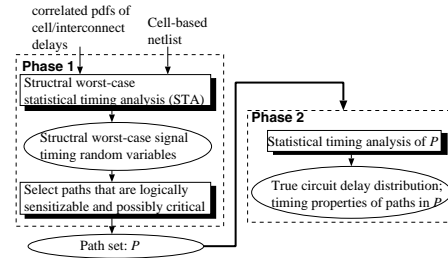 correlated pdfs of
cell/interconnect
delays
Cell-based
netlist
Phase 1
Structral worst-case
statistical timing analysis (STA)
Structral worst-case signal
timing random variables
Select paths that are logically
sensitizable and possibly critical
Path set: P
Phase 2
Statistical timing analysis of P
True circuit delay distribution;
timing properties of paths in P